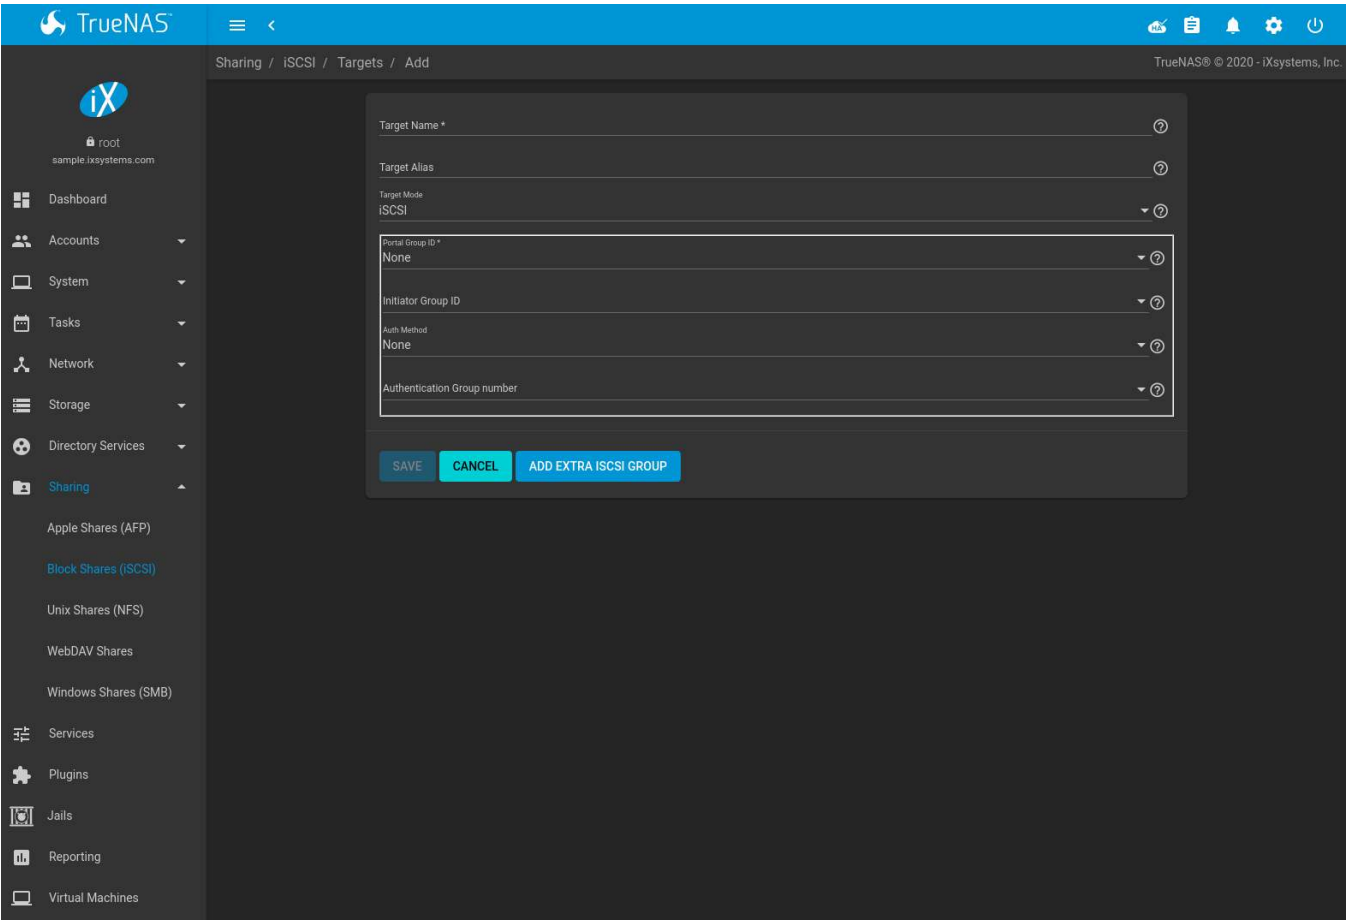 TrueNAS®
HA
Sharing / iSCSI / Targets / Add
TrueNAS® © 2020 - iXsystems, Inc.
iX
root
sample.ixsystems.com
Dashboard
Accounts
System
Tasks
Network
Storage
Directory Services
Sharing
Apple Shares (AFP)
Block Shares (iSCSI)
Unix Shares (NFS)
WebDAV Shares
Windows Shares (SMB)
Services
Plugins
Jails
Reporting
Virtual Machines
Target Name *
Target Alias
Target Mode
iSCSI
Portal Group ID *
None
Initiator Group ID
Auth Method
None
Authentication Group number
SAVE
CANCEL
ADD EXTRA ISCSI GROUP